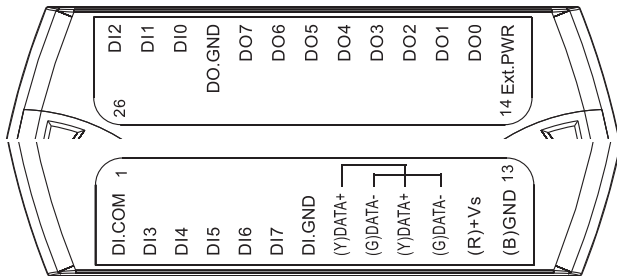 DI2
DI1
DI0
DO.GND
DO7
DO6
DO5
DO4
DO3
DO2
DO1
DO0
Ext.PWR
26
14
1
13
DI.COM
DI3
DI4
DI5
DI6
DI7
DI.GND
(Y)DATA+
(G)DATA-
(Y)DATA+
(G)DATA-
(R)+Vs
(B)GND